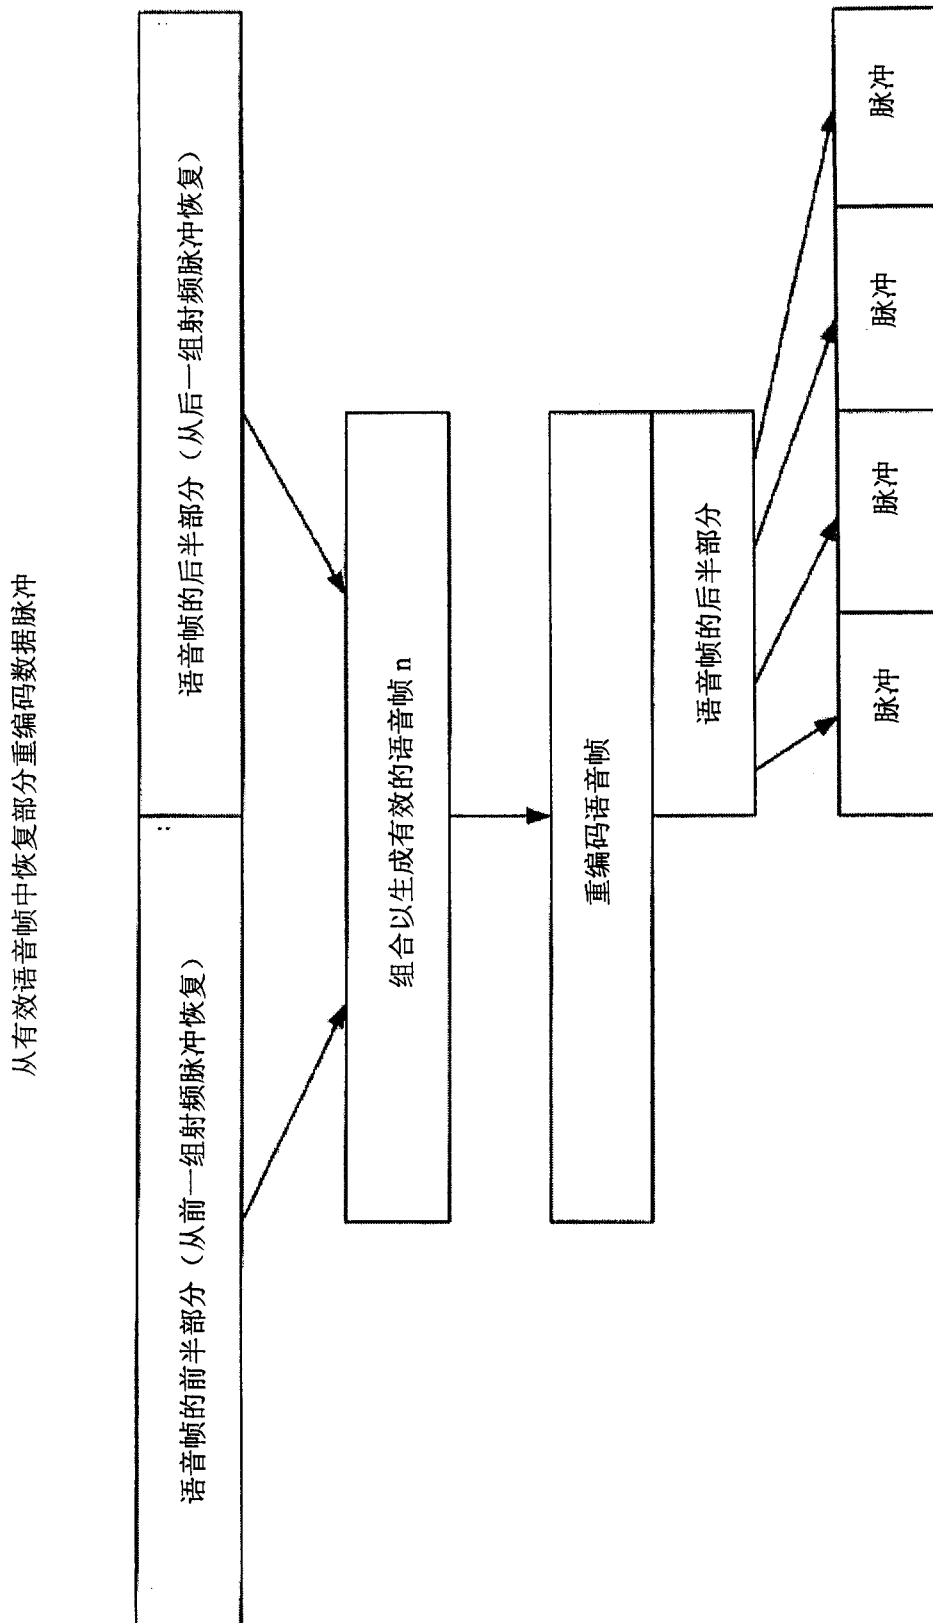 从有效语音帧中恢复部分重编码数据脉冲
语音帧的前半部分（从前一组射频脉冲恢复）
语音帧的后半部分（从后一组射频脉冲恢复）
组合以生成有效的语音帧 n
重编码语音帧
语音帧的后半部分
脉冲
脉冲
脉冲
脉冲